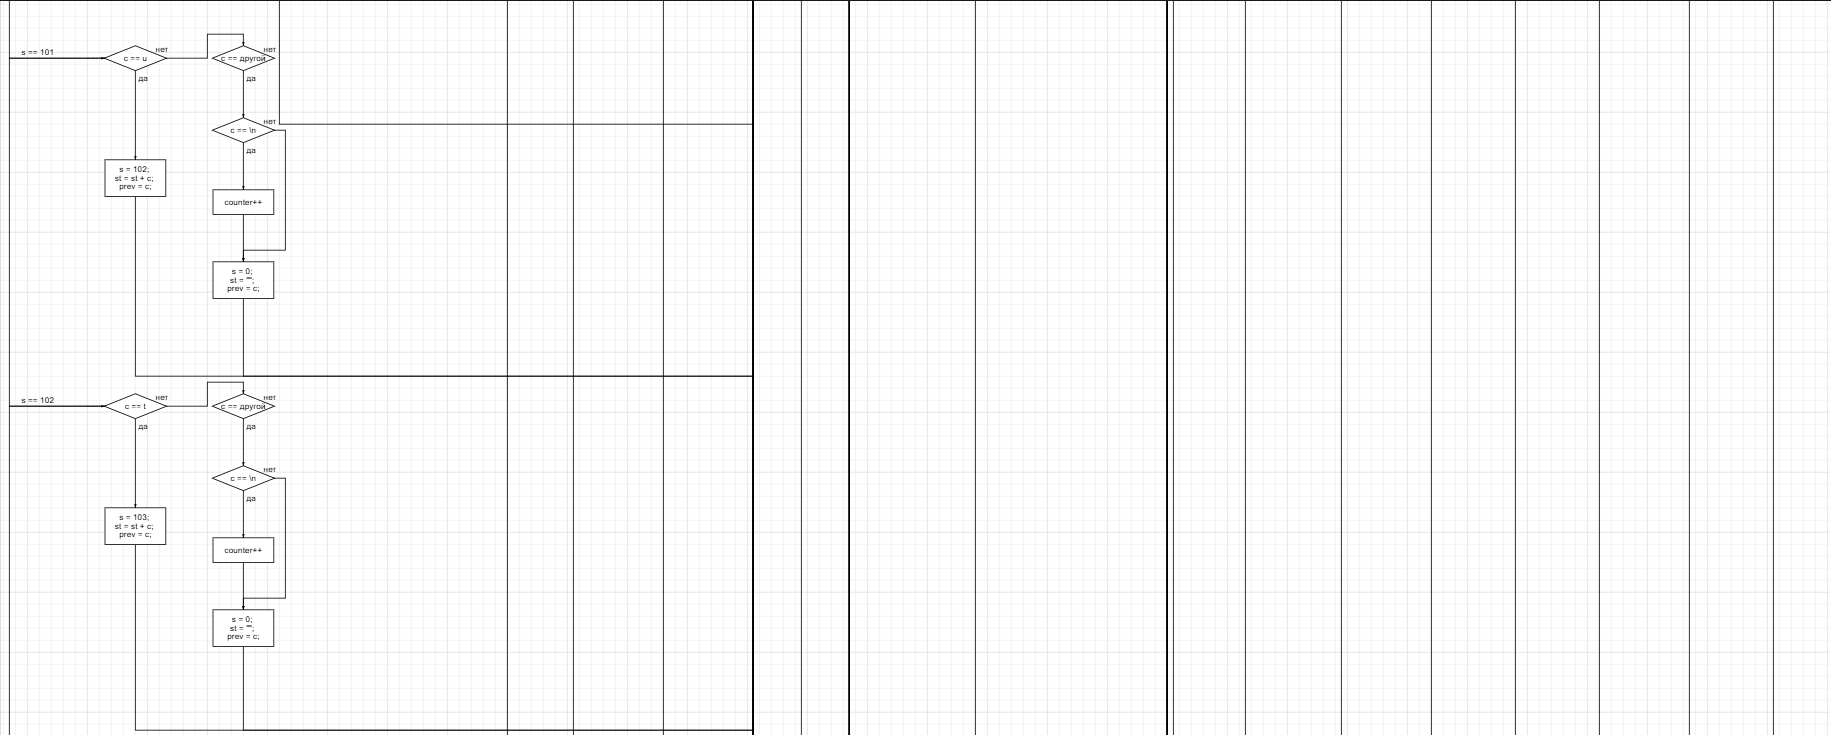 s == 101
c == u
нет
да
c == другой
нет
да
c == \n
нет
да
s = 102;
st = st + c;
prev = c;
counter++
s = 0;
st = "";
prev = c;
s == 102
c == t
нет
да
c == другой
нет
да
c == \n
нет
да
s = 103;
st = st + c;
prev = c;
counter++
s = 0;
st = "";
prev = c;